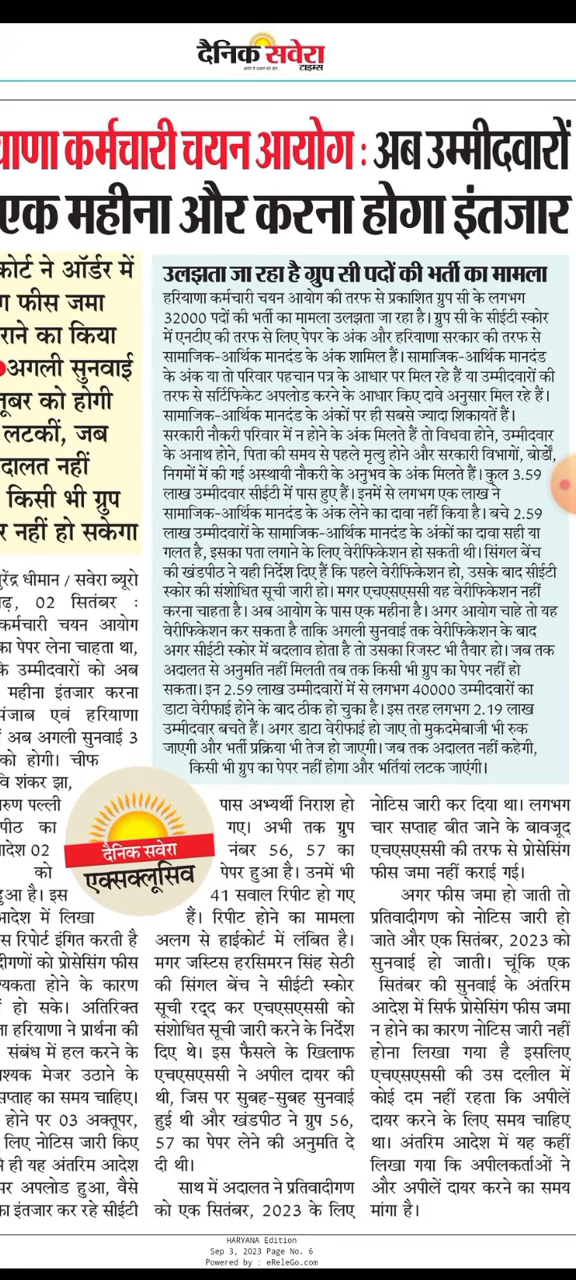 दैनिक सवेरा
टाइम्स
याणा कर्मचारी चयन आयोग : अब उम्मीदवारों
एक महीना और करना होगा इंतजार
कोर्ट ने ऑर्डर में
ग फीस जमा
राने का किया
अगली सुनवाई
तूबर को होगी
लटकीं, जब
दालत नहीं
किसी भी ग्रुप
र नहीं हो सकेगा
उलझता जा रहा है ग्रुप सी पदों की भर्ती का मामला
हरियाणा कर्मचारी चयन आयोग की तरफ से प्रकाशित ग्रुप सी के लगभग
32000 पदों की भर्ती का मामला उलझता जा रहा है। ग्रुप सी के सीईटी स्कोर
में एनटीए की तरफ से लिए पेपर के अंक और हरियाणा सरकार की तरफ से
सामाजिक-आर्थिक मानदंड के अंक शामिल हैं। सामाजिक-आर्थिक मानदंड
के अंक या तो परिवार पहचान पत्र के आधार पर मिल रहे हैं या उम्मीदवारों की
तरफ से सर्टिफिकेट अपलोड करने के आधार किए दावे अनुसार मिल रहे हैं।
सामाजिक-आर्थिक मानदंड के अंकों पर ही सबसे ज्यादा शिकायतें हैं।
सरकारी नौकरी परिवार में न होने के अंक मिलते हैं तो विधवा होने, उम्मीदवार
के अनाथ होने, पिता की समय से पहले मृत्यु होने और सरकारी विभागों, बोर्डों,
निगमों में की गई अस्थायी नौकरी के अनुभव के अंक मिलते हैं। कुल 3.59
लाख उम्मीदवार सीईटी में पास हुए हैं। इनमें से लगभग एक लाख ने
सामाजिक-आर्थिक मानदंड के अंक लेने का दावा नहीं किया है। बचे 2.59
लाख उम्मीदवारों के सामाजिक-आर्थिक मानदंड के अंकों का दावा सही या
गलत है, इसका पता लगाने के लिए वेरीफिकेशन हो सकती थी। सिंगल बेंच
की खंडपीठ ने यही निर्देश दिए हैं कि पहले वेरीफिकेशन हो, उसके बाद सीईटी
स्कोर की संशोधित सूची जारी हो। मगर एचएसएससी यह वेरीफिकेशन नहीं
करना चाहता है। अब आयोग के पास एक महीना है। अगर आयोग चाहे तो यह
वेरीफिकेशन कर सकता है ताकि अगली सुनवाई तक वेरीफिकेशन के बाद
अगर सीईटी स्कोर में बदलाव होता है तो उसका रिजस्ट भी तैयार हो। जब तक
अदालत से अनुमति नहीं मिलती तब तक किसी भी ग्रुप का पेपर नहीं हो
सकता। इन 2.59 लाख उम्मीदवारों में से लगभग 40000 उम्मीदवारों का
डाटा वेरीफाई होने के बाद ठीक हो चुका है। इस तरह लगभग 2.19 लाख
उम्मीदवार बचते हैं। अगर डाटा वेरीफाई हो जाए तो मुकदमेबाजी भी रुक
जाएगी और भर्ती प्रक्रिया भी तेज हो जाएगी। जब तक अदालत नहीं कहेगी,
किसी भी ग्रुप का पेपर नहीं होगा और भर्तियां लटक जाएंगी।
ुरेंद्र धीमान / सवेरा ब्यूरो
ढ़, 02 सितंबर :
कर्मचारी चयन आयोग
का पेपर लेना चाहता था,
के उम्मीदवारों को अब
महीना इंतजार करना
पंजाब एवं हरियाणा
अब अगली सुनवाई 3
को होगी। चीफ
वि शंकर झा,
रुण पल्ली
पीठ का
आदेश 02
को
हुआ है। इस
आदेश में लिखा
स रिपोर्ट इंगित करती है
दीगणों को प्रोसेसिंग फीस
श्यकता होने के कारण
हो सके। अतिरिक्त
ता हरियाणा ने प्रार्थना की
संबंध में हल करने के
श्यक मेजर उठाने के
सप्ताह का समय चाहिए।
होने पर 03 अक्तूपर,
लिए नोटिस जारी किए
से ही यह अंतरिम आदेश
पर अपलोड हुआ, वैसे
का इंतजार कर रहे सीईटी
दैनिक सवेरा
एक्सक्लूसिव
पास अभ्यर्थी निराश हो
गए। अभी तक ग्रुप
नंबर 56, 57 का
पेपर हुआ है। उनमें भी
41 सवाल रिपीट हो गए
हैं। रिपीट होने का मामला
अलग से हाईकोर्ट में लंबित है।
मगर जस्टिस हरसिमरन सिंह सेठी
की सिंगल बेंच ने सीईटी स्कोर
सूची रद्द कर एचएसएससी को
संशोधित सूची जारी करने के निर्देश
दिए थे। इस फैसले के खिलाफ
एचएसएससी ने अपील दायर की
थी, जिस पर सुबह-सुबह सुनवाई
हुई थी और खंडपीठ ने ग्रुप 56,
57 का पेपर लेने की अनुमति दे
दी थी।
साथ में अदालत ने प्रतिवादीगण
को एक सितंबर, 2023 के लिए
नोटिस जारी कर दिया था। लगभग
चार सप्ताह बीत जाने के बावजूद
एचएसएससी की तरफ से प्रोसेसिंग
फीस जमा नहीं कराई गई।
अगर फीस जमा हो जाती तो
प्रतिवादीगण को नोटिस जारी हो
जाते और एक सितंबर, 2023 को
सुनवाई हो जाती। चूंकि एक
सितंबर की सुनवाई के अंतरिम
आदेश में सिर्फ प्रोसेसिंग फीस जमा
न होने का कारण नोटिस जारी नहीं
होना लिखा गया है इसलिए
एचएसएससी की उस दलील में
कोई दम नहीं रहता कि अपीलें
दायर करने के लिए समय चाहिए
था। अंतरिम आदेश में यह कहीं
लिखा गया कि अपीलकर्ताओं ने
और अपीलें दायर करने का समय
मांगा है।
HARYANA Edition
Sep 3, 2023 Page No. 6
Powered by : eReleGo.com